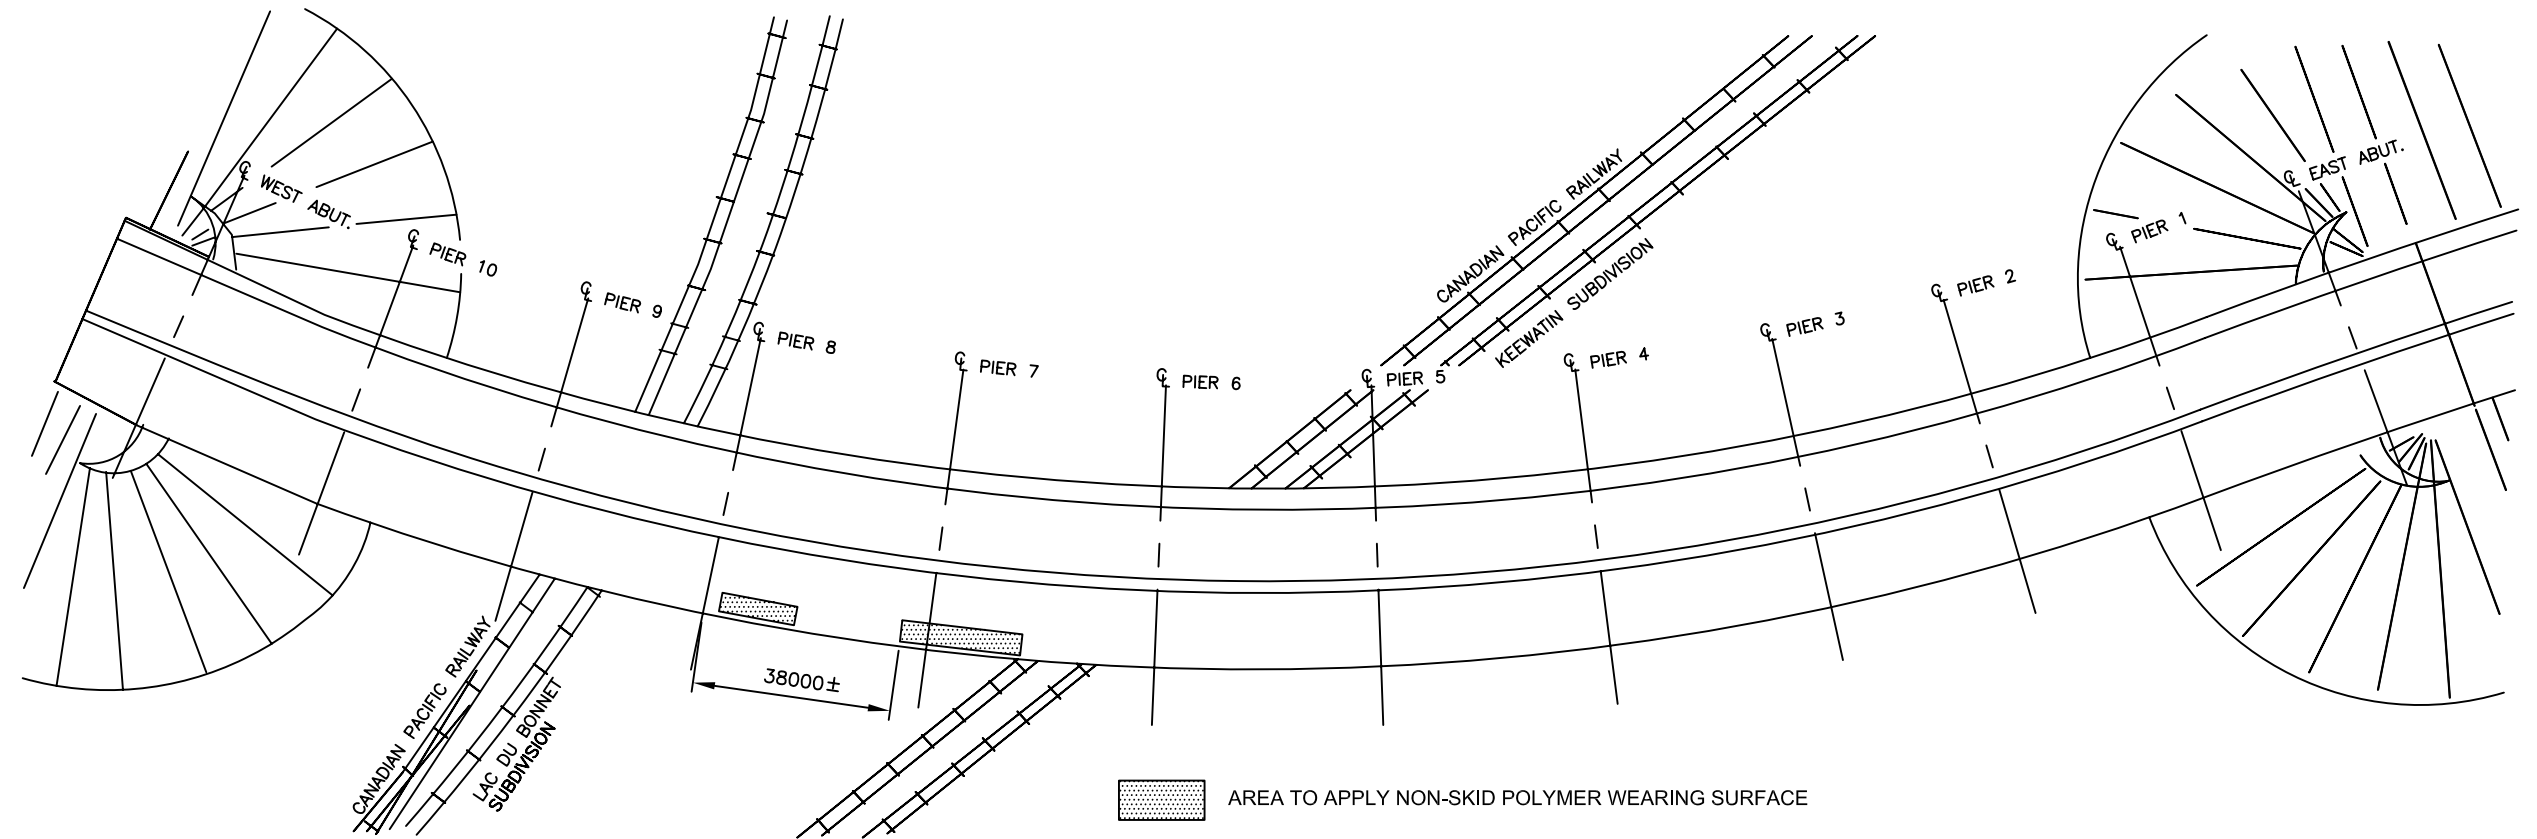 ℄ WEST ABUT.
℄ PIER 10
℄ PIER 9
℄ PIER 8
℄ PIER 7
℄ PIER 6
℄ PIER 5
℄ PIER 4
℄ PIER 3
℄ PIER 2
℄ PIER 1
℄ EAST ABUT.
CANADIAN PACIFIC RAILWAY
KEEWATIN SUBDIVISION
CANADIAN PACIFIC RAILWAY
LAC DU BONNET
SUBDIVISION
38000±
AREA TO APPLY NON-SKID POLYMER WEARING SURFACE